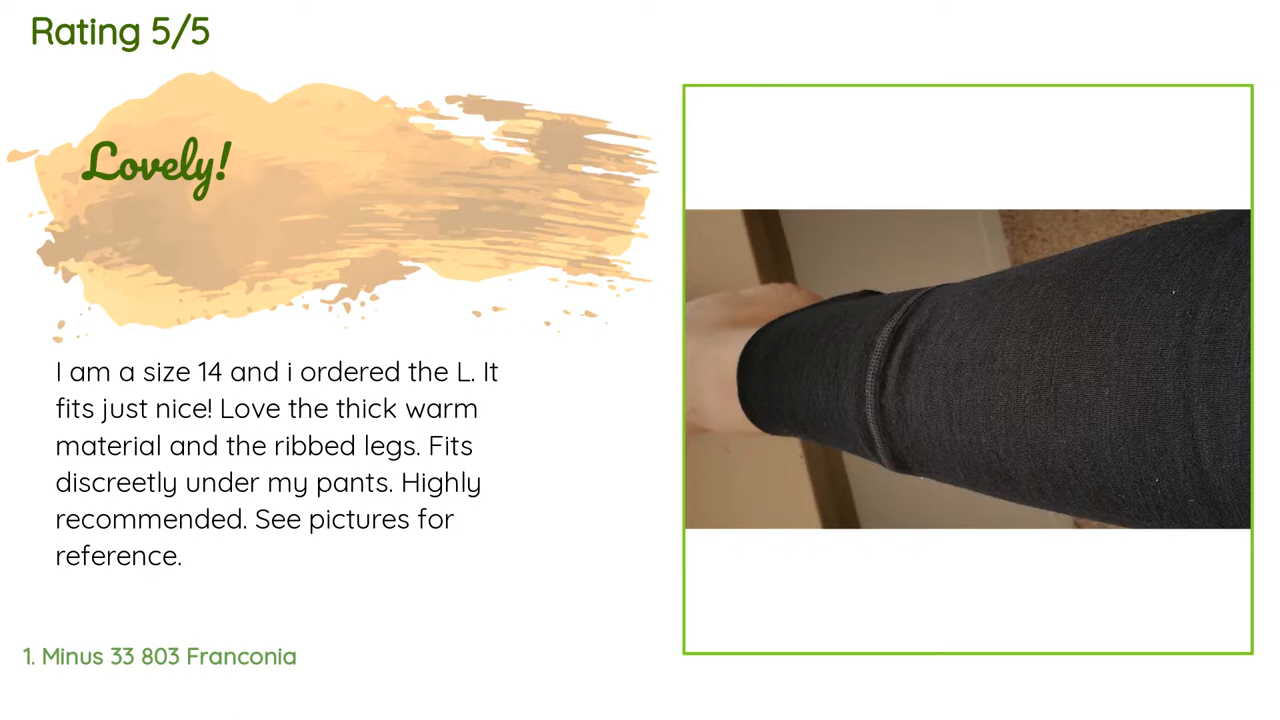 Rating 5/5
Lovely!
I am a size 14 and i ordered the L. It
fits just nice! Love the thick warm
material and the ribbed legs. Fits
discreetly under my pants. Highly
recommended. See pictures for
reference.
1. Minus 33 803 Franconia